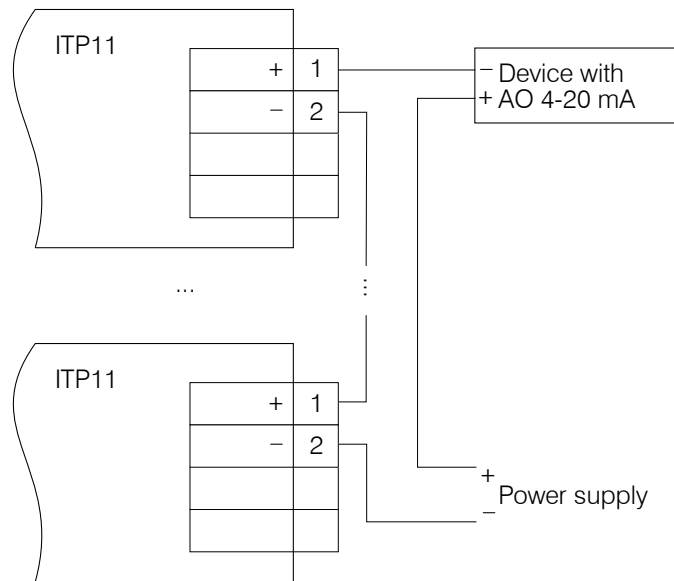 ITP11
+ 1
− 2
− Device with
+ AO 4-20 mA
...
...
ITP11
+ 1
− 2
+
Power supply
−